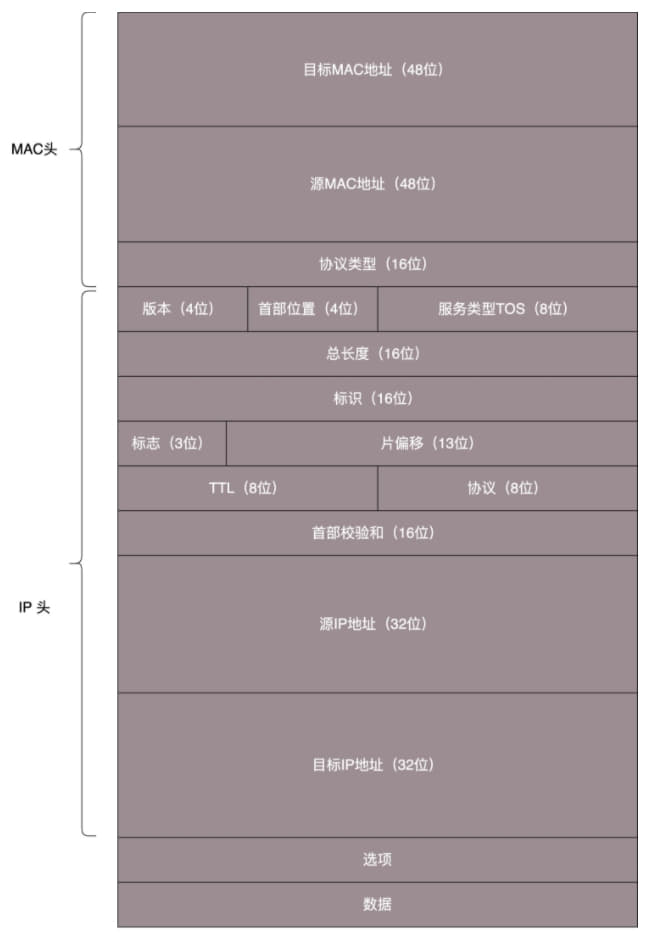 目标MAC地址（48位）
MAC头
源MAC地址（48位）
协议类型（16位）
版本（4位）
首部位置（4位）
服务类型TOS（8位）
总长度（16位）
标识（16位）
标志（3位）
片偏移（13位）
TTL（8位）
协议（8位）
首部校验和（16位）
IP 头
源IP地址（32位）
目标IP地址（32位）
选项
数据